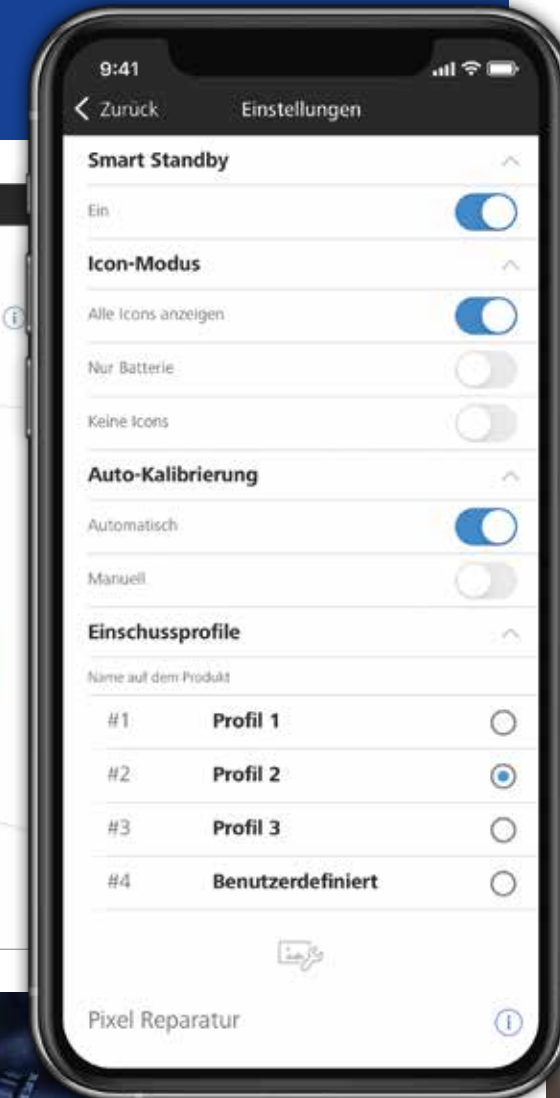 9:41
Zurück Einstellungen
Smart Standby
Ein
Icon-Modus
Alle Icons anzeigen
Nur Batterie
Keine Icons
Auto-Kalibrierung
Automatisch
Manuell
Einschussprofile
Name auf dem Produkt
#1 Profil 1
#2 Profil 2
#3 Profil 3
#4 Benutzerdefiniert
Pixel Reparatur